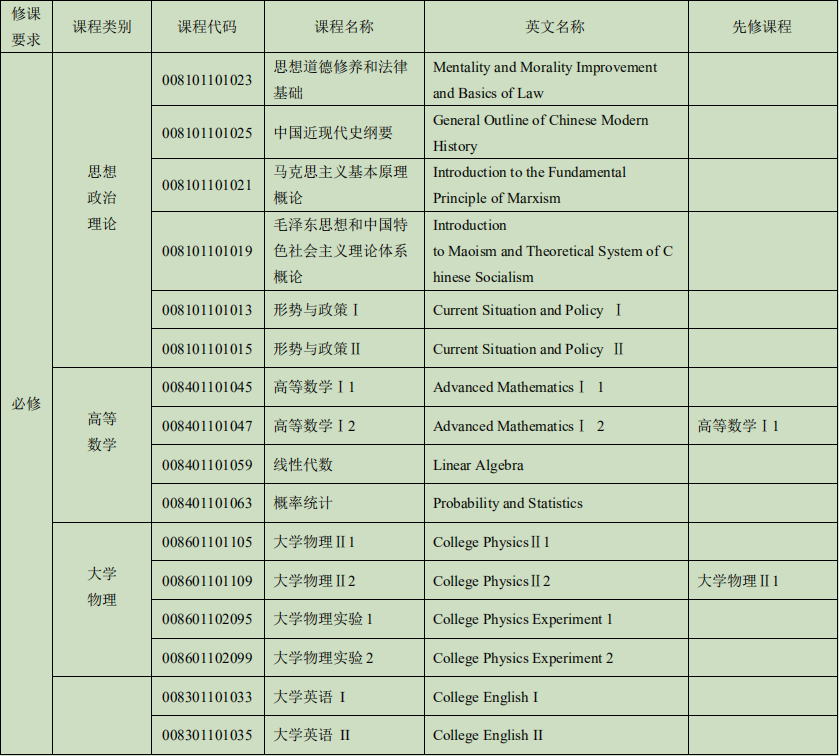 修课要求 课程类别 课程代码 课程名称 英文名称 先修课程
必修
思想
政治
理论
008101101023 思想道德修养和法律
基础
Mentality and Morality Improvement
and Basics of Law
008101101025 中国近现代史纲要
General Outline of Chinese Modern
History
008101101021 马克思主义基本原理
概论
Introduction to the Fundamental
Principle of Marxism
008101101019 毛泽东思想和中国特
色社会主义理论体系
概论
Introduction
to Maoism and Theoretical System of C
hinese Socialism
008101101013 形势与政策Ⅰ Current Situation and Policy Ⅰ
008101101015 形势与政策Ⅱ Current Situation and Policy Ⅱ
高等
数学
008401101045 高等数学Ⅰ1 Advanced MathematicsⅠ 1
008401101047 高等数学Ⅰ2 Advanced MathematicsⅠ 2 高等数学Ⅰ1
008401101059 线性代数 Linear Algebra
008401101063 概率统计 Probability and Statistics
大学
物理
008601101105 大学物理Ⅱ1 College PhysicsⅡ1
008601101109 大学物理Ⅱ2 College PhysicsⅡ2 大学物理Ⅱ1
008601102095 大学物理实验1 College Physics Experiment 1
008601102099 大学物理实验2 College Physics Experiment 2
008301101033 大学英语 I College English I
008301101035 大学英语 II College English II